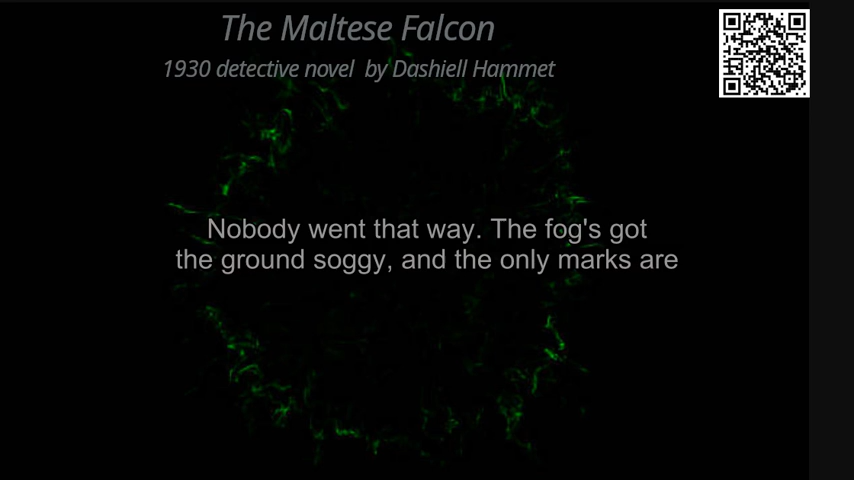 The Maltese Falcon
1930 detective novel by Dashiell Hammet
Nobody went that way. The fog's got
the ground soggy, and the only marks are